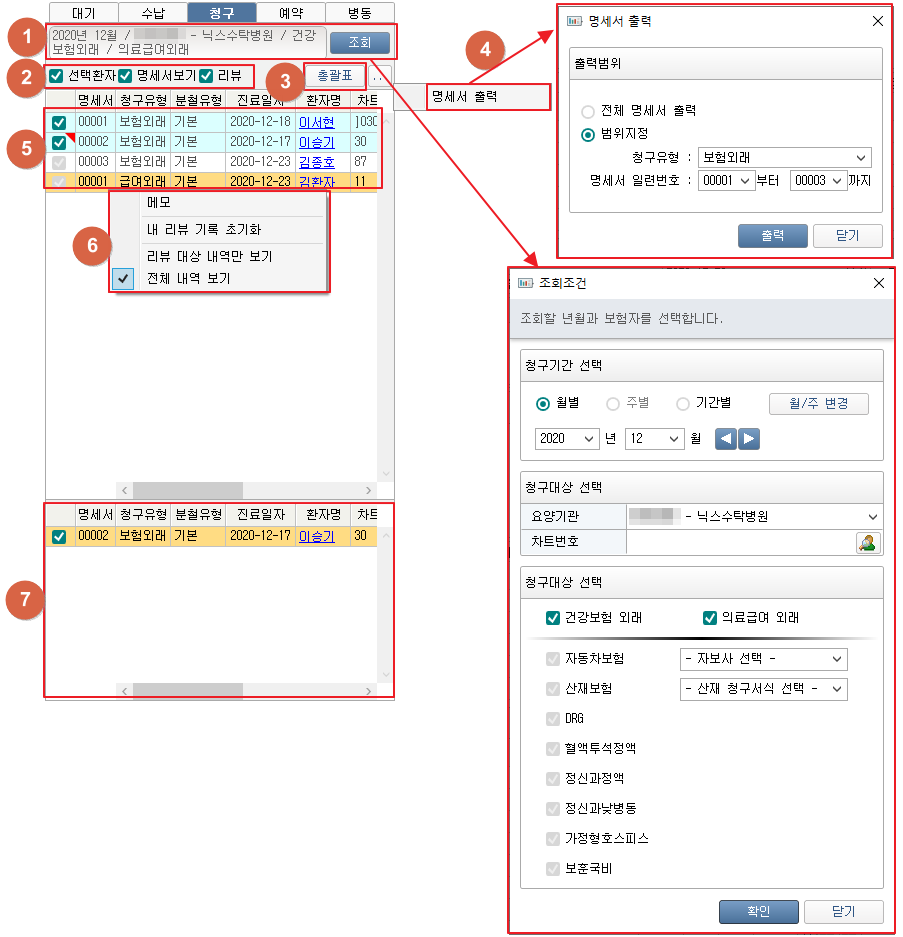 대기 수납 청구 예약 병동
1
2020년 12월 / - 닉스수탁병원 / 건강
보험외래 / 의료급여외래
조회
2
선택환자 명세서보기 리뷰
3
총괄표
..
명세서 청구유형 분철유형 진료일자 환자명 차트
00001 보험외래 기본 2020-12-18 이서현 ]030
00002 보험외래 기본 2020-12-17 이승기 30
00003 보험외래 기본 2020-12-23 김종호 87
00001 급여외래 기본 2020-12-23 김환자 11
5
6
메모
내 리뷰 기록 초기화
리뷰 대상 내역만 보기
전체 내역 보기
7
명세서 청구유형 분철유형 진료일자 환자명 차트
00002 보험외래 기본 2020-12-17 이승기 30
4
명세서 출력
명세서 출력
출력범위
전체 명세서 출력
범위지정
청구유형 : 보험외래
명세서 일련번호 : 00001 부터 00003 까지
출력 닫기
조회조건
조회할 년월과 보험자를 선택합니다.
청구기간 선택
월별 주별 기간별 월/주 변경
2020 년 12 월
청구대상 선택
요양기관 - 닉스수탁병원
차트번호
청구대상 선택
건강보험 외래 의료급여 외래
자동차보험 - 자보사 선택 -
산재보험 - 산재 청구서식 선택 -
DRG
혈액투석정액
정신과정액
정신과낮병동
가정형호스피스
보훈국비
확인 닫기